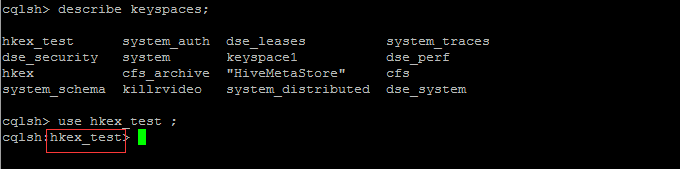 cqlsh> describe keyspaces;
hkex_test system_auth dse_leases system_traces
dse_security system keyspace1 dse_perf
hkex cfs_archive "HiveMetaStore" cfs
system_schema killrvideo system_distributed dse_system
cqlsh> use hkex_test ;
cqlsh:hkex_test>